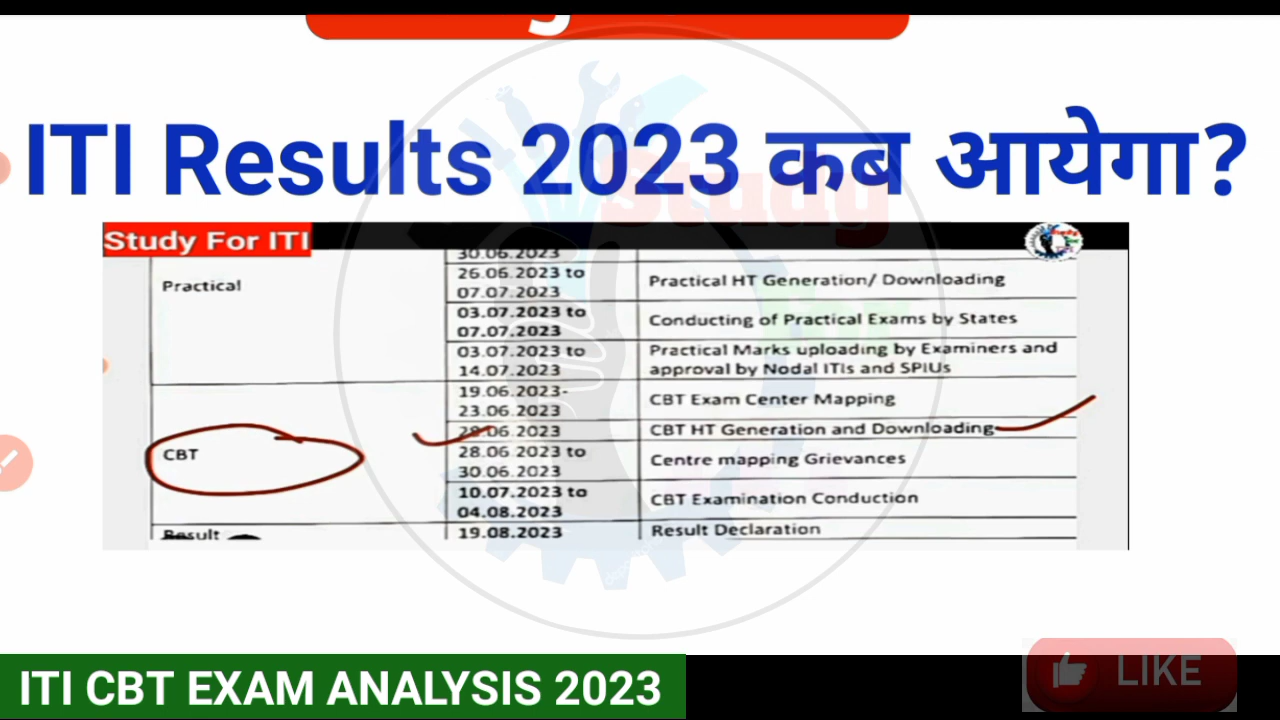 ITI Results 2023 कब आयेगा?
Study For ITI
30.06.2023
Practical
26.06.2023 to
07.07.2023
Practical HT Generation/ Downloading
03.07.2023 to
07.07.2023
Conducting of Practical Exams by States
03.07.2023 to
14.07.2023
Practical Marks uploading by Examiners and
approval by Nodal ITIs and SPIUs
CBT
19.06.2023-
23.06.2023
CBT Exam Center Mapping
28.06.2023
CBT HT Generation and Downloading
28.06.2023 to
30.06.2023
Centre mapping Grievances
10.07.2023 to
04.08.2023
CBT Examination Conduction
Result
19.08.2023
Result Declaration
Study
ITI CBT EXAM ANALYSIS 2023
LIKE